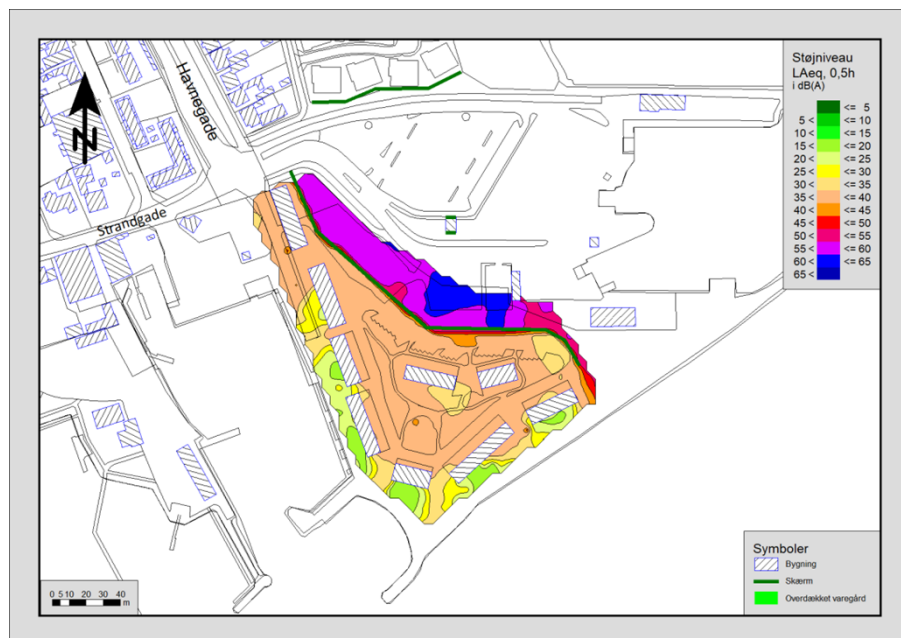 Støjniveau
LAeq, 0,5h
i dB(A)
<= 5
5 < <= 10
10 < <= 15
15 < <= 20
20 < <= 25
25 < <= 30
30 < <= 35
35 < <= 40
40 < <= 45
45 < <= 50
50 < <= 55
55 < <= 60
60 < <= 65
65 <
N
Havnegade
Strandgade
Symboler
Bygning
Skærm
Overdækket varegård
0 5 10 20 30 40
m